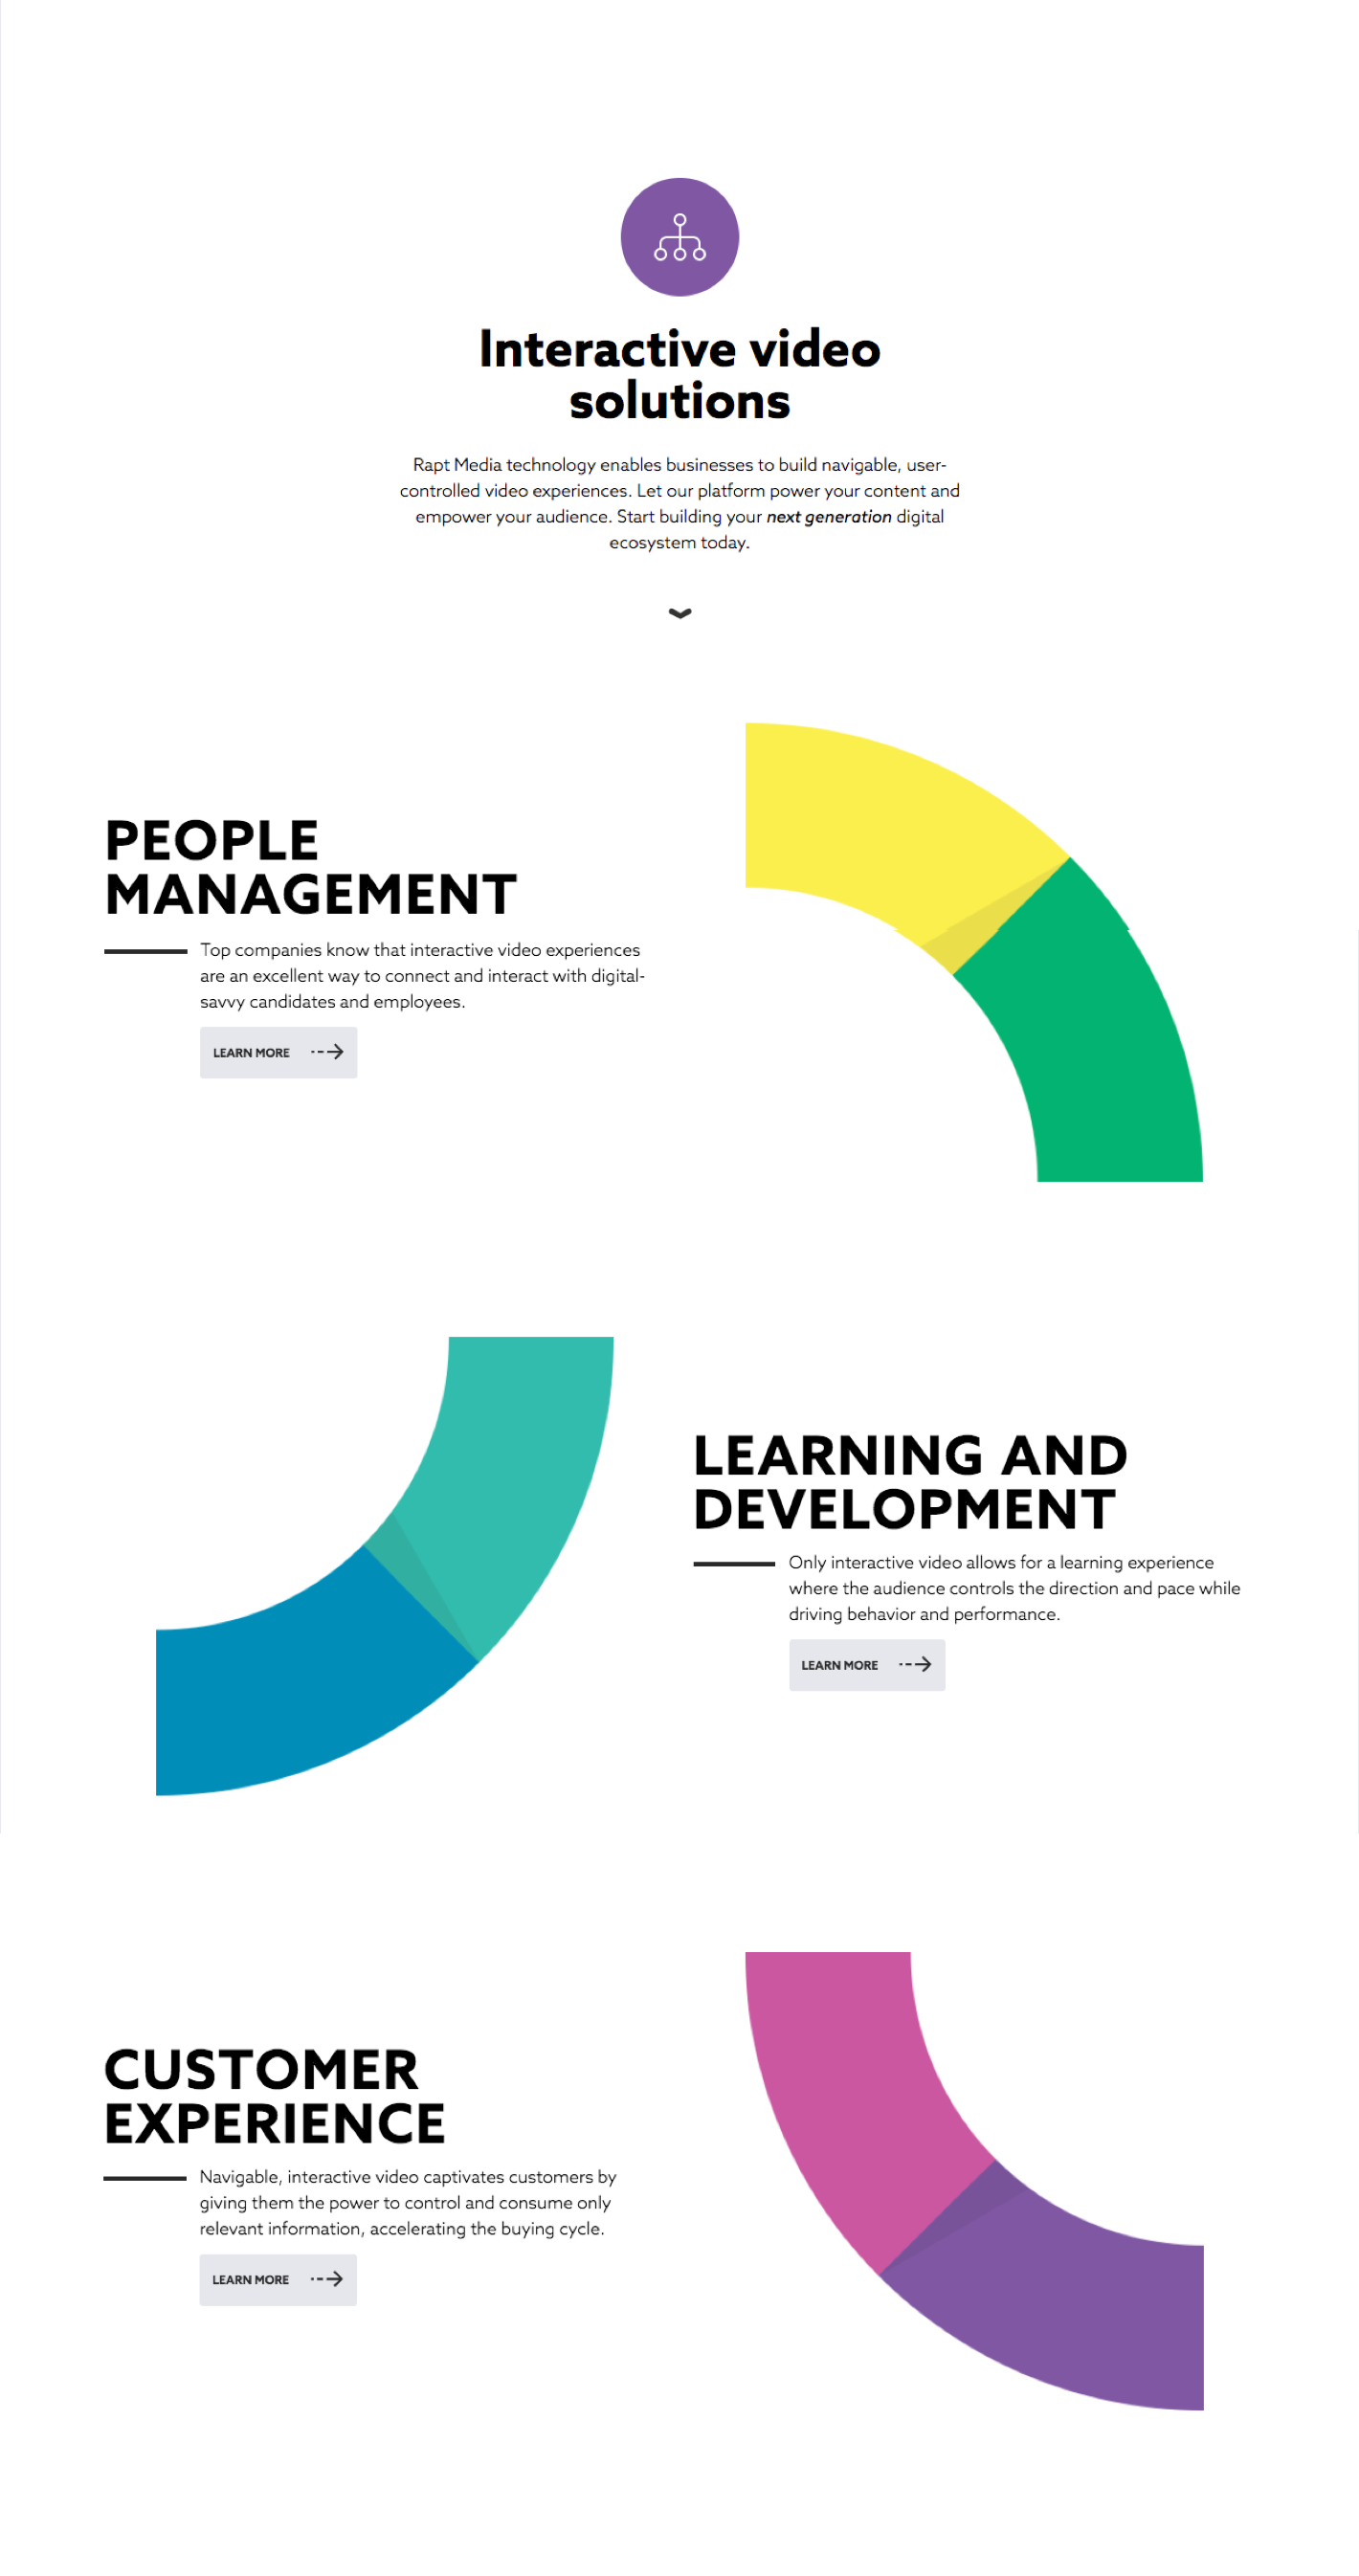 Interactive video
solutions
Rapt Media technology enables businesses to build navigable, user-
controlled video experiences. Let our platform power your content and
empower your audience. Start building your next generation digital
ecosystem today.
PEOPLE
MANAGEMENT
Top companies know that interactive video experiences
are an excellent way to connect and interact with digital-
savvy candidates and employees.
LEARN MORE
LEARNING AND
DEVELOPMENT
Only interactive video allows for a learning experience
where the audience controls the direction and pace while
driving behavior and performance.
LEARN MORE
CUSTOMER
EXPERIENCE
Navigable, interactive video captivates customers by
giving them the power to control and consume only
relevant information, accelerating the buying cycle.
LEARN MORE